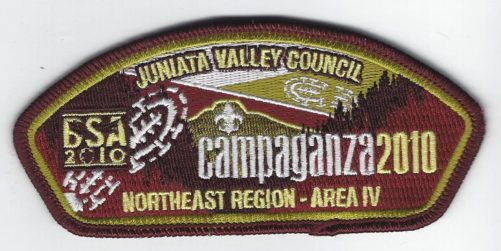 JUNIATA VALLEY COUNCIL
BSA
2010
campaganza2010
NORTHEAST REGION - AREA IV